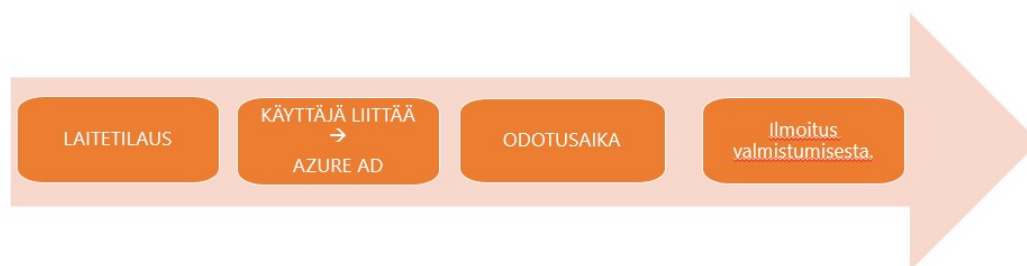 LAITETILAUS
KÄYTTÄJÄ LIITTÄÄ
→
AZURE AD
ODOTUSAIKA
Ilmoitus
valmistumisesta.